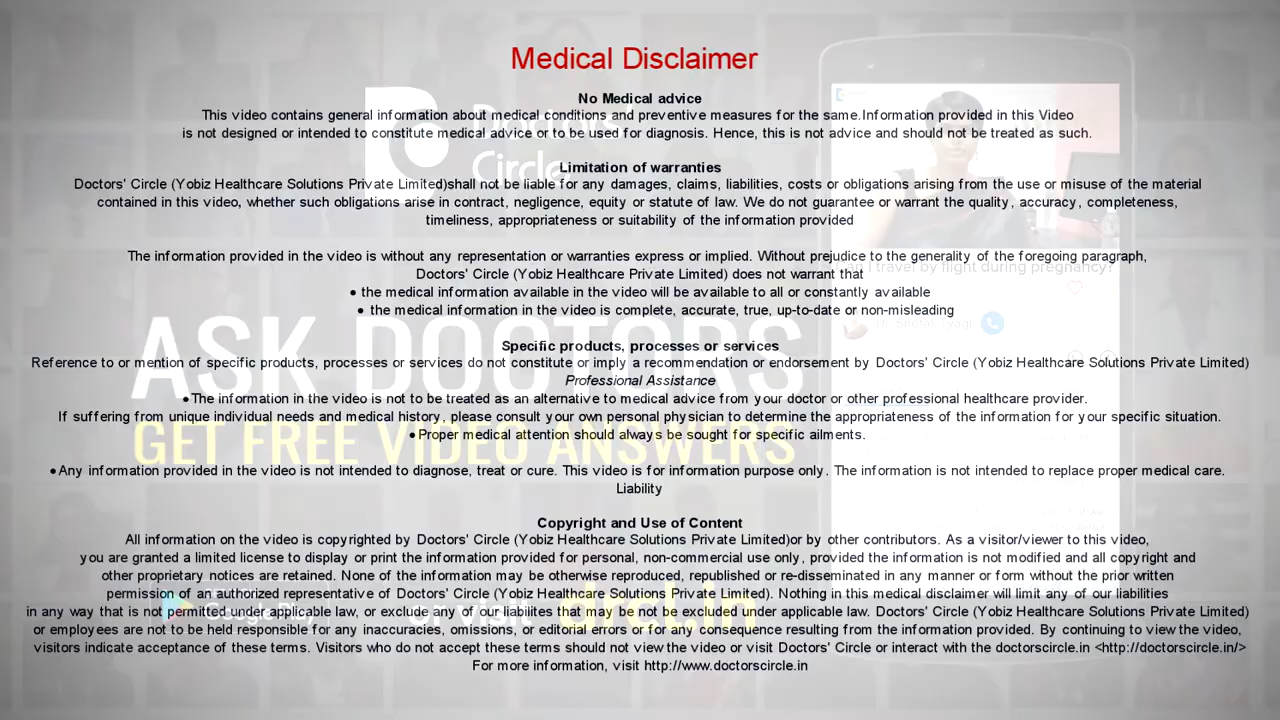 Medical Disclaimer
No Medical advice
This video contains general information about medical conditions and preventive measures for the same.Information provided in this Video
is not designed or intended to constitute medical advice or to be used for diagnosis. Hence, this is not advice and should not be treated as such.
Doctors'
Circle
Limitation of warranties
Doctors' Circle (Yobiz Healthcare Solutions Private Limited)shall not be liable for any damages, claims, liabilities, costs or obligations arising from the use or misuse of the material
contained in this video, whether such obligations arise in contract, negligence, equity or statute of law. We do not guarantee or warrant the quality, accuracy, completeness,
timeliness, appropriateness or suitability of the information provided
The information provided in the video is without any representation or warranties express or implied. Without prejudice to the generality of the foregoing paragraph,
Doctors' Circle (Yobiz Healthcare Private Limited) does not warrant that
Can I travel by flight during pregnancy?
• the medical information available in the video will be available to all or constantly available
• the medical information in the video is complete, accurate, true, up-to-date or non-misleading
Tyagi
ASK DOCTORS
Specific products, processes or services
Reference to or mention of specific products, processes or services do not constitute or imply a recommendation or endorsement by Doctors' Circle (Yobiz Healthcare Solutions Private Limited)
Professional Assistance
•The information in the video is not to be treated as an alternative to medical advice from your doctor or other professional healthcare provider.
If suffering from unique individual needs and medical history, please consult your own personal physician to determine the appropriateness of the information for your specific situation.
•Proper medical attention should always be sought for specific ailments.
GET FREE VIDEO ANSWERS
•Any information provided in the video is not intended to diagnose, treat or cure. This video is for information purpose only. The information is not intended to replace proper medical care.
Liability
Copyright and Use of Content
All information on the video is copyrighted by Doctors' Circle (Yobiz Healthcare Solutions Private Limited)or by other contributors. As a visitor/viewer to this video,
you are granted a limited license to display or print the information provided for personal, non-commercial use only, provided the information is not modified and all copyright and
other proprietary notices are retained. None of the information may be otherwise reproduced, republished or re-disseminated in any manner or form without the prior written
permission of an authorized representative of Doctors' Circle (Yobiz Healthcare Solutions Private Limited). Nothing in this medical disclaimer will limit any of our liabilities
in any way that is not permitted under applicable law, or exclude any of our liabilites that may not be excluded under applicable law. Doctors' Circle (Yobiz Healthcare Solutions Private Limited)
Google Play
or visit drcl.in
or employees are not to be held responsible for any inaccuracies, omissions, or editorial errors or for any consequence resulting from the information provided. By continuing to view the video,
visitors indicate acceptance of these terms. Visitors who do not accept these terms should not view the video or visit Doctors' Circle or interact with the doctorscircle.in <http://doctorscircle.in/>
For more information, visit http://www.doctorscircle.in